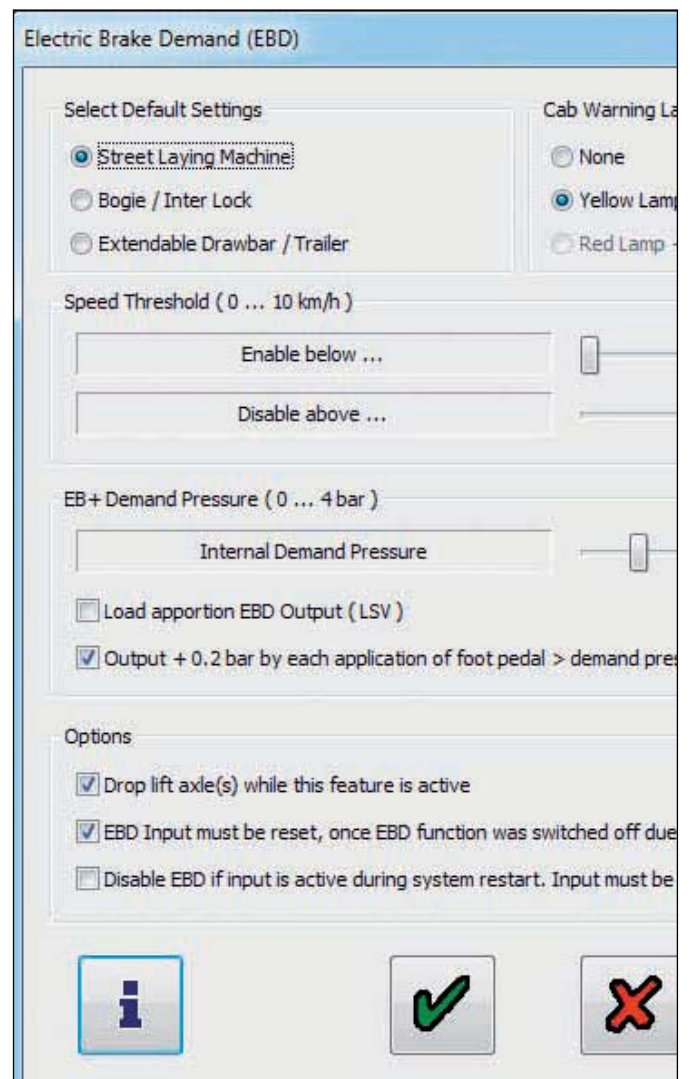 Electric Brake Demand (EBD)
Select Default Settings
Street Laying Machine
Bogie / Inter Lock
Extendable Drawbar / Trailer
Cab Warning La
None
Yellow Lamp
Red Lamp -
Speed Threshold ( 0 ... 10 km/h )
Enable below ...
Disable above ...
EB+ Demand Pressure ( 0 ... 4 bar )
Internal Demand Pressure
Load apportion EBD Output ( LSV )
Output + 0.2 bar by each application of foot pedal > demand pres
Options
Drop lift axle(s) while this feature is active
EBD Input must be reset, once EBD function was switched off due
Disable EBD if input is active during system restart. Input must be
i